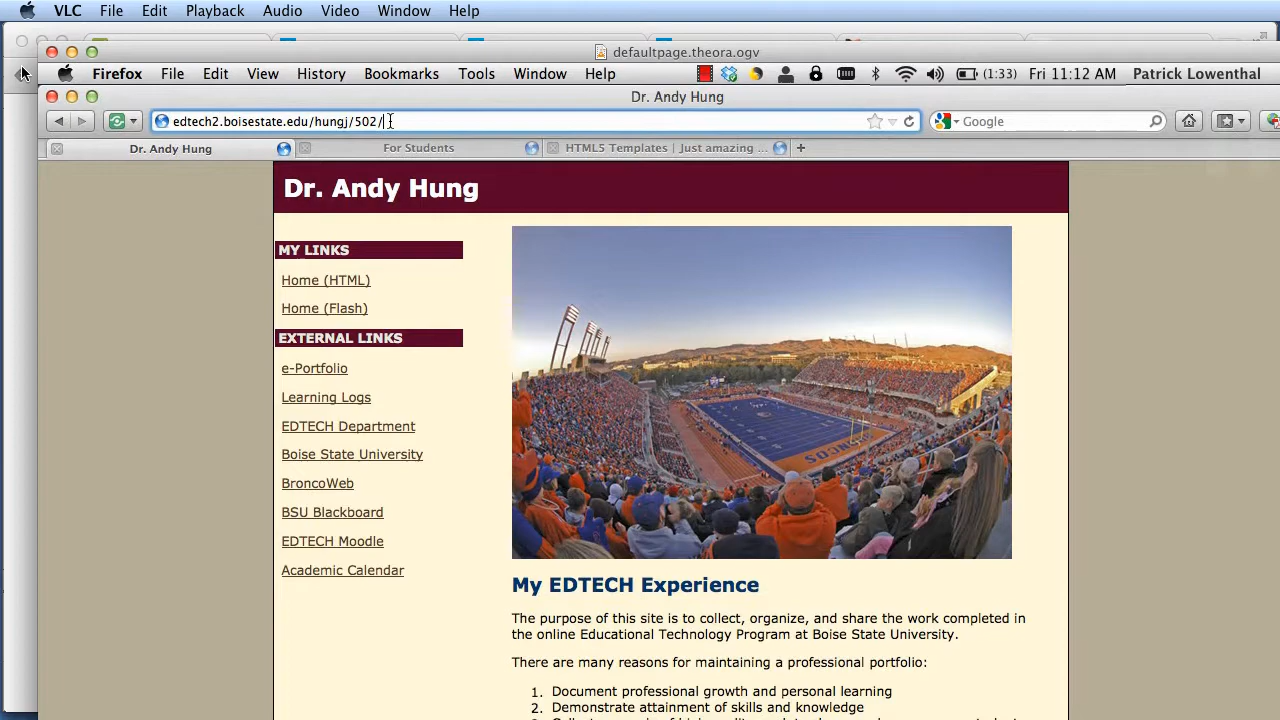 VLC File Edit Playback Audio Video Window Help
defaultpage.theora.ogv
Firefox File Edit View History Bookmarks Tools Window Help (1:33) Fri 11:12 AM Patrick Lowenthal
Dr. Andy Hung
edtech2.boisestate.edu/hungj/502/ Google
Dr. Andy Hung For Students HTML5 Templates | Just amazing ...
Dr. Andy Hung
MY LINKS
Home (HTML)
Home (Flash)
EXTERNAL LINKS
e-Portfolio
Learning Logs
EDTECH Department
Boise State University
BroncoWeb
BSU Blackboard
EDTECH Moodle
Academic Calendar
BRONCOS
My EDTECH Experience
The purpose of this site is to collect, organize, and share the work completed in
the online Educational Technology Program at Boise State University.
There are many reasons for maintaining a professional portfolio:
1. Document professional growth and personal learning
2. Demonstrate attainment of skills and knowledge